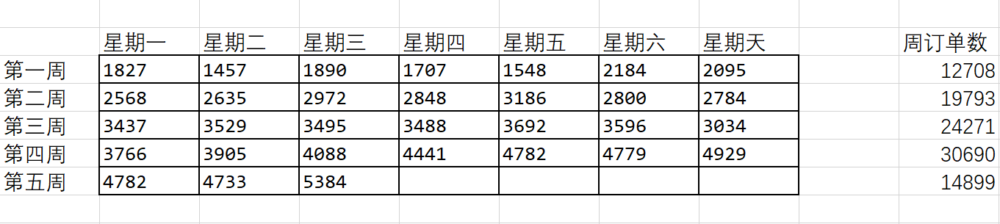 星期一 星期二 星期三 星期四 星期五 星期六 星期天 周订单数
第一周 1827 1457 1890 1707 1548 2184 2095 12708
第二周 2568 2635 2972 2848 3186 2800 2784 19793
第三周 3437 3529 3495 3488 3692 3596 3034 24271
第四周 3766 3905 4088 4441 4782 4779 4929 30690
第五周 4782 4733 5384 14899